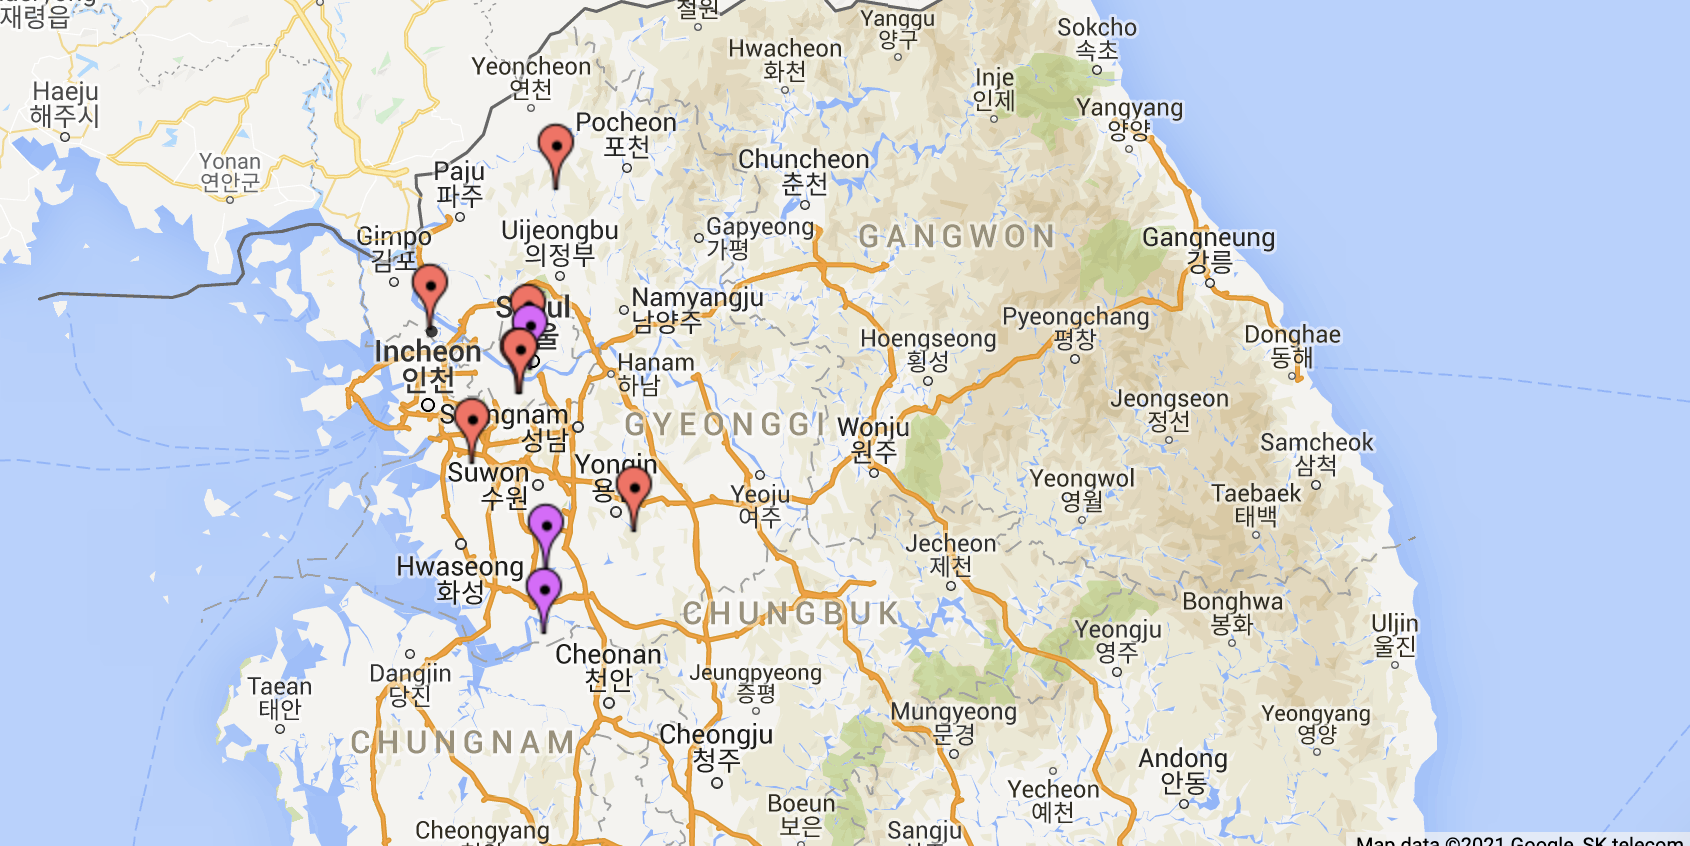 재령읍
철원
Yanggu
양구
Sokcho
속초
Hwacheon
화천
Yeoncheon
연천
Inje
인제
Haeju
해주시
Yangyang
양양
Pocheon
포천
Yonan
연안군
Paju
파주
Chuncheon
춘천
Gimpo
김포
Uijeongbu
의정부
Gapyeong
가평
GANGWON
Gangneung
강릉
Namyangju
남양주
Pyeongchang
평창
Hoengseong
횡성
Donghae
동해
Incheon
인천
Hanam
하남
Jeongseon
정선
GYEONGGI
Wonju
원주
성남
Samcheok
삼척
Suwon
수원
Yongin
Yeoju
여주
Yeongwol
영월
Taebaek
태백
Jecheon
제천
Hwaseong
화성
CHUNGBUK
Bonghwa
봉화
Uljin
울진
Yeongju
영주
Cheonan
천안
Dangjin
당진
Jeungpyeong
증평
Taean
태안
Mungyeong
문경
Yeongyang
영양
CHUNGNAM
Cheongju
청주
Andong
안동
Yecheon
예천
Boeun
보은
Cheongyang
Sangju
Map data ©2021 Google, SK telecom